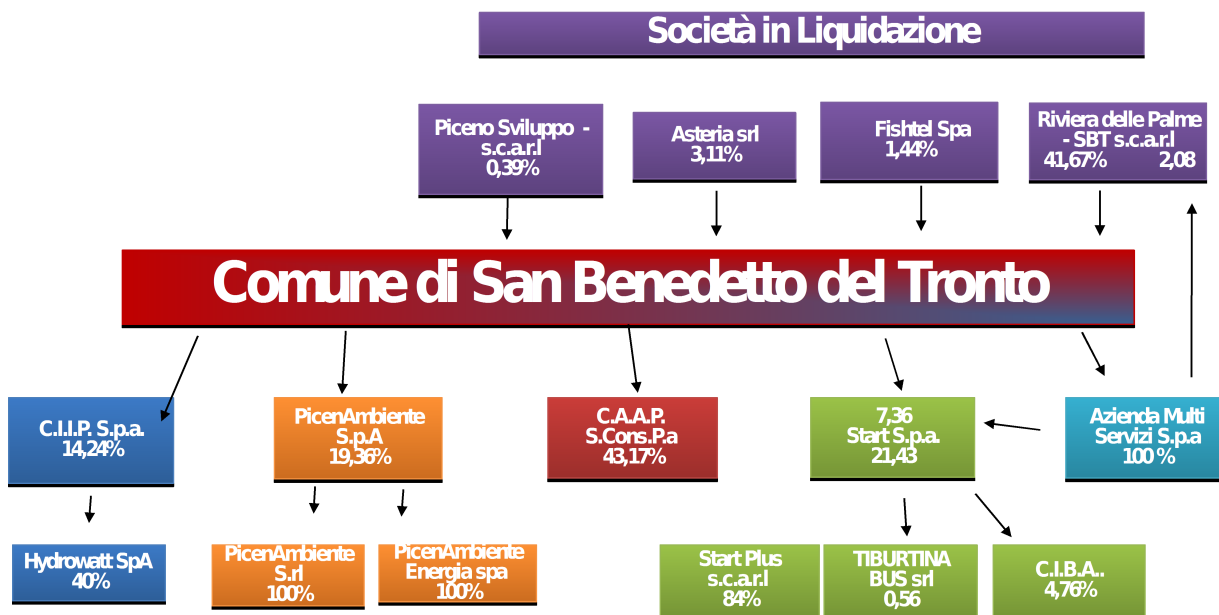 Società in Liquidazione
Piceno Sviluppo -
s.c.a.r.l
0,39%
Asteria srl
3,11%
Fishtel Spa
1,44%
Riviera delle Palme
- SBT s.c.a.r.l
41,67% 2,08
Comune di San Benedetto del Tronto
C.I.I.P. S.p.a.
14,24%
PicenAmbiente
S.p.A
19,36%
C.A.A.P.
S.Cons.P.a
43,17%
7,36
Start S.p.a.
21,43
Azienda Multi
Servizi S.p.a
100 %
Hydrowatt SpA
40%
PicenAmbiente
S.rl
100%
PicenAmbiente
Energia spa
100%
Start Plus
s.c.a.r.l
84%
TIBURTINA
BUS srl
0,56
C.I.B.A..
4,76%